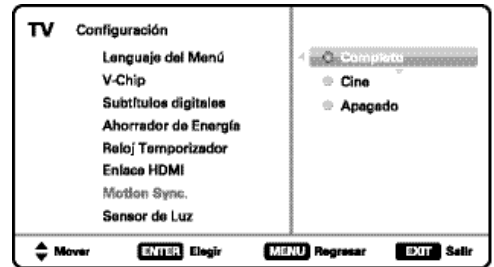 TV Configuración
Lenguaje del Menú
Completo
V-Chip
Cine
Subtítulos digitales
Apagado
Ahorrador de Energía
Reloj Temporizador
Enlace HDMI
Motion Sync.
Sensor de Luz
Mover ENTER Elegir MENU Regresar EXIT Salir